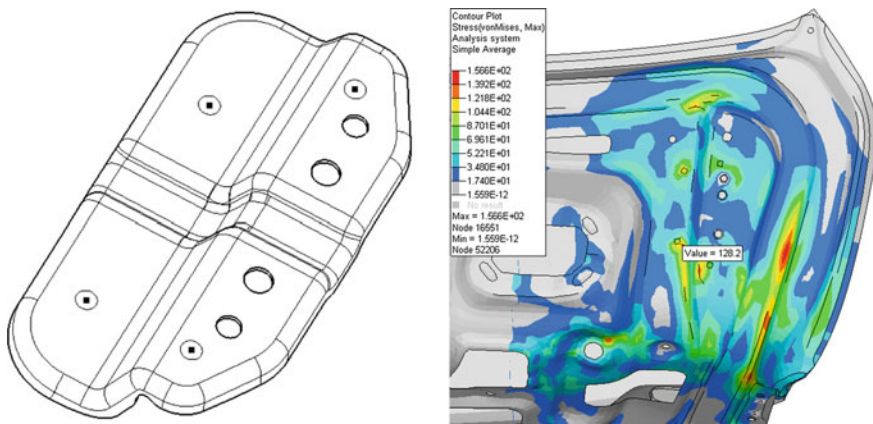 Contour Plot
Stress(vonMises, Max)
Analysis system
Simple Average
1.566E+02
1.392E+02
1.218E+02
1.044E+02
8.701E+01
6.961E+01
5.221E+01
3.480E+01
1.740E+01
1.559E-12
No result
Max = 1.566E+02
Node 16551
Min = 1.559E-12
Node 52206
Value = 128.2